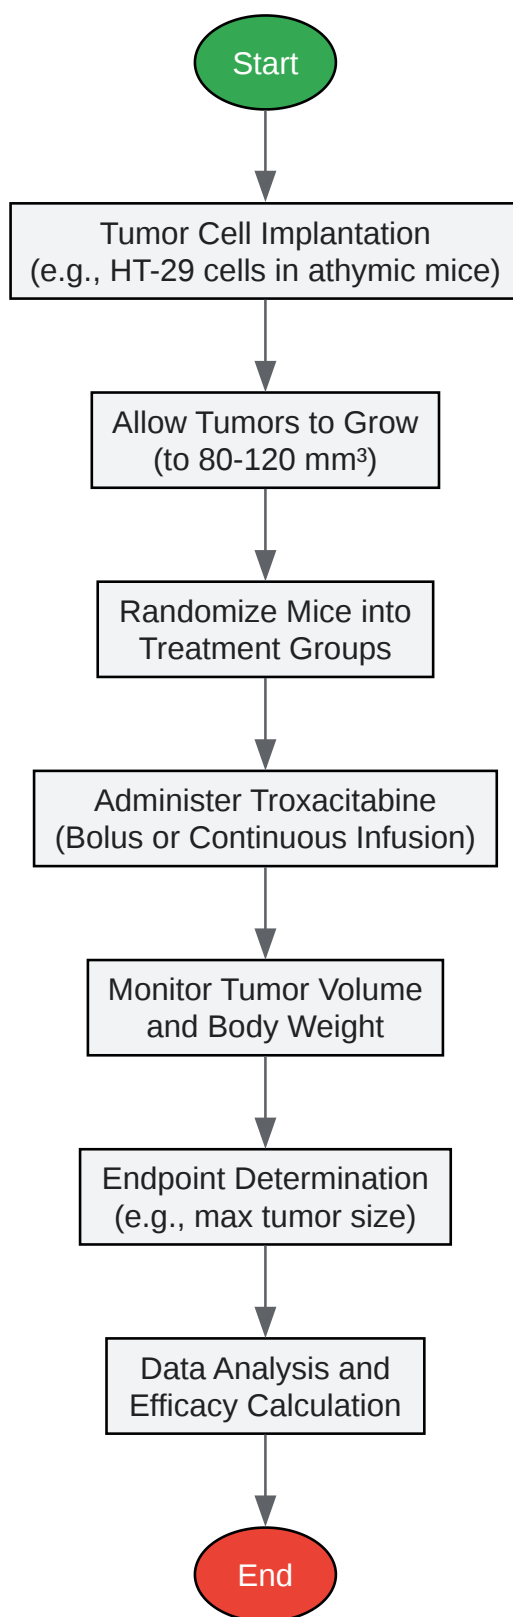 Start
Tumor Cell Implantation
(e.g., HT-29 cells in athymic mice)
Allow Tumors to Grow
(to 80-120 mm³)
Randomize Mice into
Treatment Groups
Administer Troxacitabine
(Bolus or Continuous Infusion)
Monitor Tumor Volume
and Body Weight
Endpoint Determination
(e.g., max tumor size)
Data Analysis and
Efficacy Calculation
End